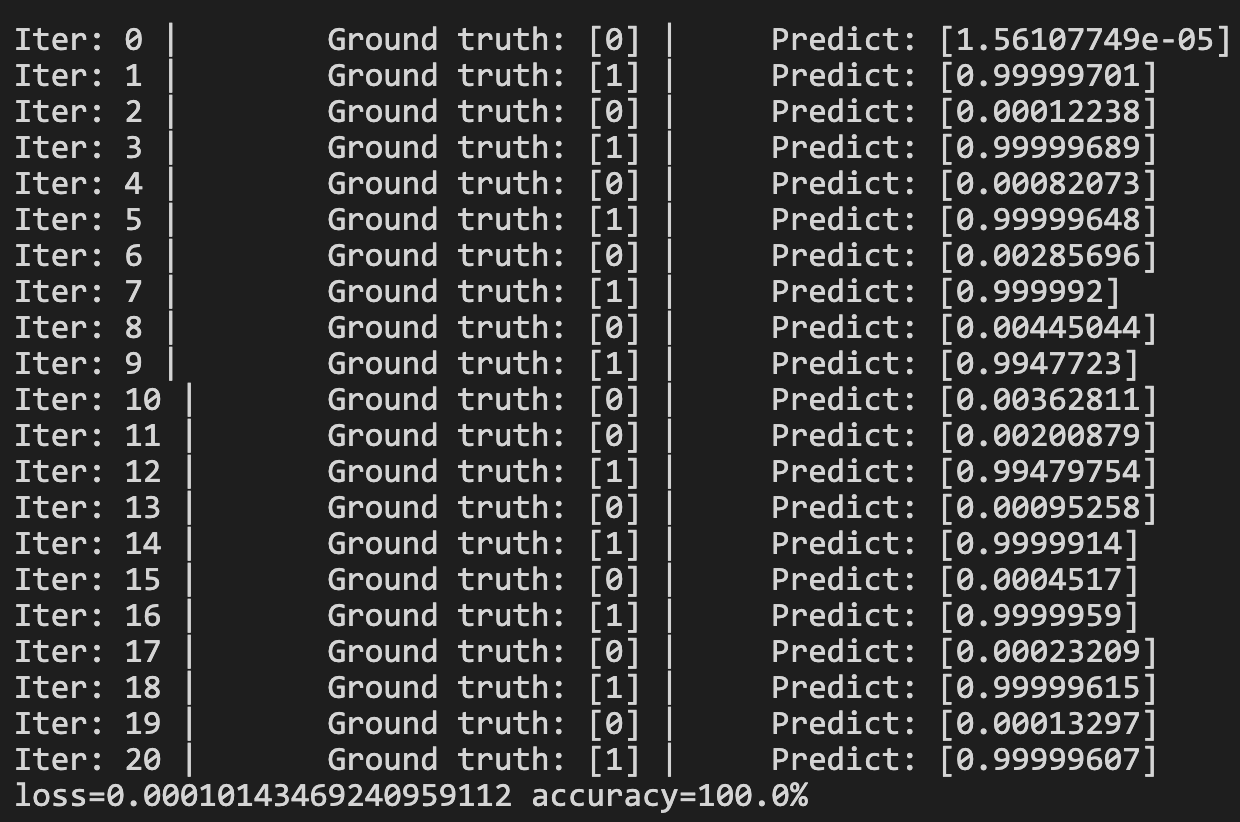 Iter: 0 | Ground truth: [0] | Predict: [1.56107749e-05]
Iter: 1 | Ground truth: [1] | Predict: [0.99999701]
Iter: 2 | Ground truth: [0] | Predict: [0.00012238]
Iter: 3 | Ground truth: [1] | Predict: [0.99999689]
Iter: 4 | Ground truth: [0] | Predict: [0.00082073]
Iter: 5 | Ground truth: [1] | Predict: [0.99999648]
Iter: 6 | Ground truth: [0] | Predict: [0.00285696]
Iter: 7 | Ground truth: [1] | Predict: [0.999992]
Iter: 8 | Ground truth: [0] | Predict: [0.00445044]
Iter: 9 | Ground truth: [1] | Predict: [0.9947723]
Iter: 10 | Ground truth: [0] | Predict: [0.00362811]
Iter: 11 | Ground truth: [0] | Predict: [0.00200879]
Iter: 12 | Ground truth: [1] | Predict: [0.99479754]
Iter: 13 | Ground truth: [0] | Predict: [0.00095258]
Iter: 14 | Ground truth: [1] | Predict: [0.9999914]
Iter: 15 | Ground truth: [0] | Predict: [0.0004517]
Iter: 16 | Ground truth: [1] | Predict: [0.9999959]
Iter: 17 | Ground truth: [0] | Predict: [0.00023209]
Iter: 18 | Ground truth: [1] | Predict: [0.99999615]
Iter: 19 | Ground truth: [0] | Predict: [0.00013297]
Iter: 20 | Ground truth: [1] | Predict: [0.99999607]
loss=0.00010143469240959112 accuracy=100.0%